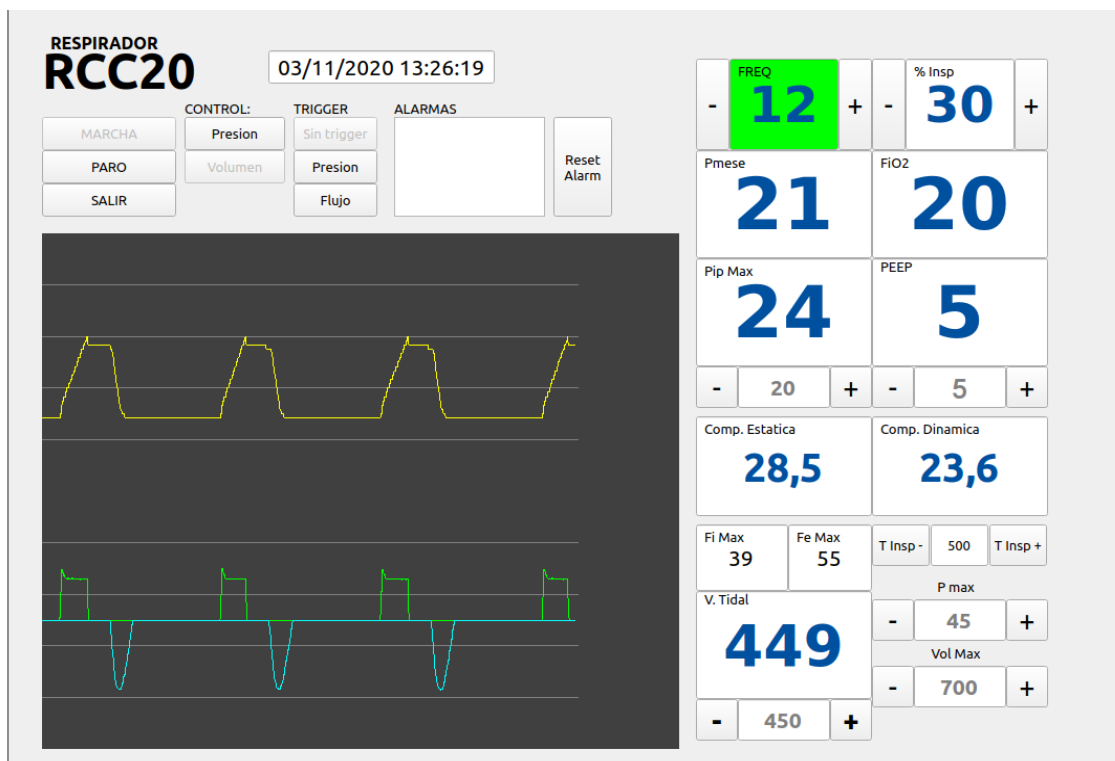 RESPIRADOR
RCC20
03/11/2020 13:26:19
CONTROL: TRIGGER ALARMAS
MARCHA Presion Sin trigger
PARO Volumen Presion Reset Alarm
SALIR Flujo
FREQ % Insp
- 12 + - 30 +
Pmese FiO2
21 20
Pip Max PEEP
24 5
- 20 + - 5 +
Comp. Estatica Comp. Dinamica
28,5 23,6
Fi Max Fe Max
39 55
T Insp - 500 T Insp +
P max
- 45 +
V. Tidal
449
Vol Max
- 700 +
- 450 +